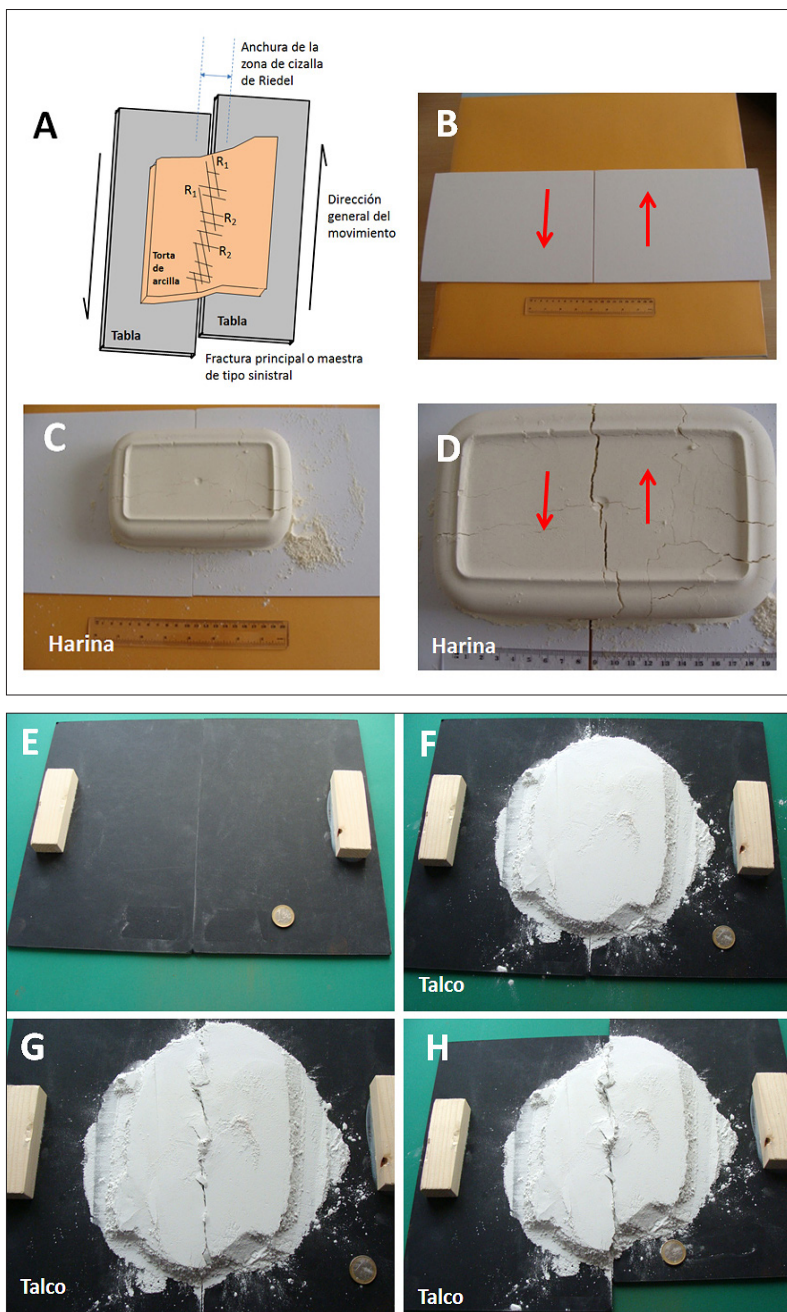 Anchura de la
zona de cizalla
de Riedel
A
R1
R1
R2
R2
Dirección
general del
movimiento
Torta
de
arcilla
Tabla
Tabla
Fractura principal o maestra
de tipo sinistral
B
C
Harina
D
Harina
E
F
Talco
G
Talco
H
Talco